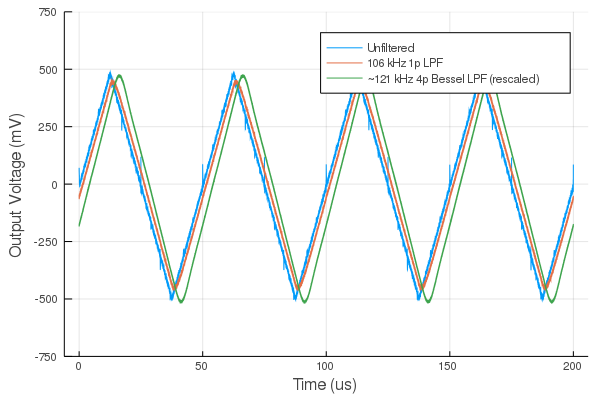 750
500
250
0
-250
-500
-750
Output Voltage (mV)
Unfiltered
106 kHz 1p LPF
~121 kHz 4p Bessel LPF (rescaled)
0
50
100
150
200
Time (us)